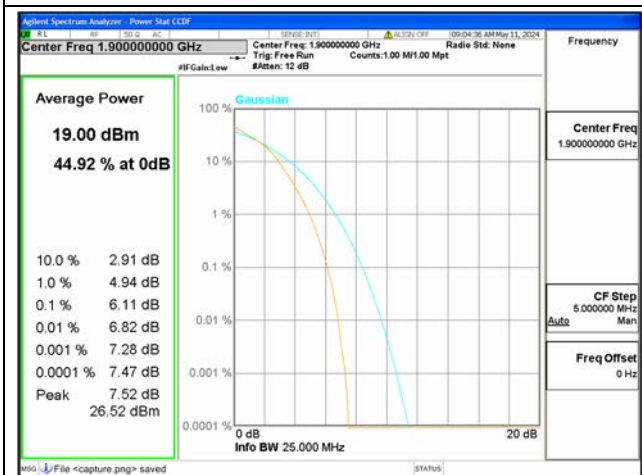 Agilent Spectrum Analyzer - Power Stat CCDF
RL RF 50 Ω AC SENSE:INT ALIGN OFF 09:04:36 AM May 11, 2024
Center Freq 1.900000000 GHz
Center Freq: 1.900000000 GHz Radio Std: None
Trig: Free Run Counts:1.00 M/1.00 Mpt
#IFGain:Low #Atten: 12 dB
Frequency
Average Power
19.00 dBm
44.92 % at 0dB
10.0 % 2.91 dB
1.0 % 4.94 dB
0.1 % 6.11 dB
0.01 % 6.82 dB
0.001 % 7.28 dB
0.0001 % 7.47 dB
Peak 7.52 dB
26.52 dBm
Gaussian
100 %
10 %
1 %
0.1 %
0.01 %
0.001 %
0.0001 %
0 dB 20 dB
Info BW 25.000 MHz
Center Freq
1.900000000 GHz
CF Step
5.000000 MHz
Auto Man
Freq Offset
0 Hz
MSG File <capture.png> saved STATUS